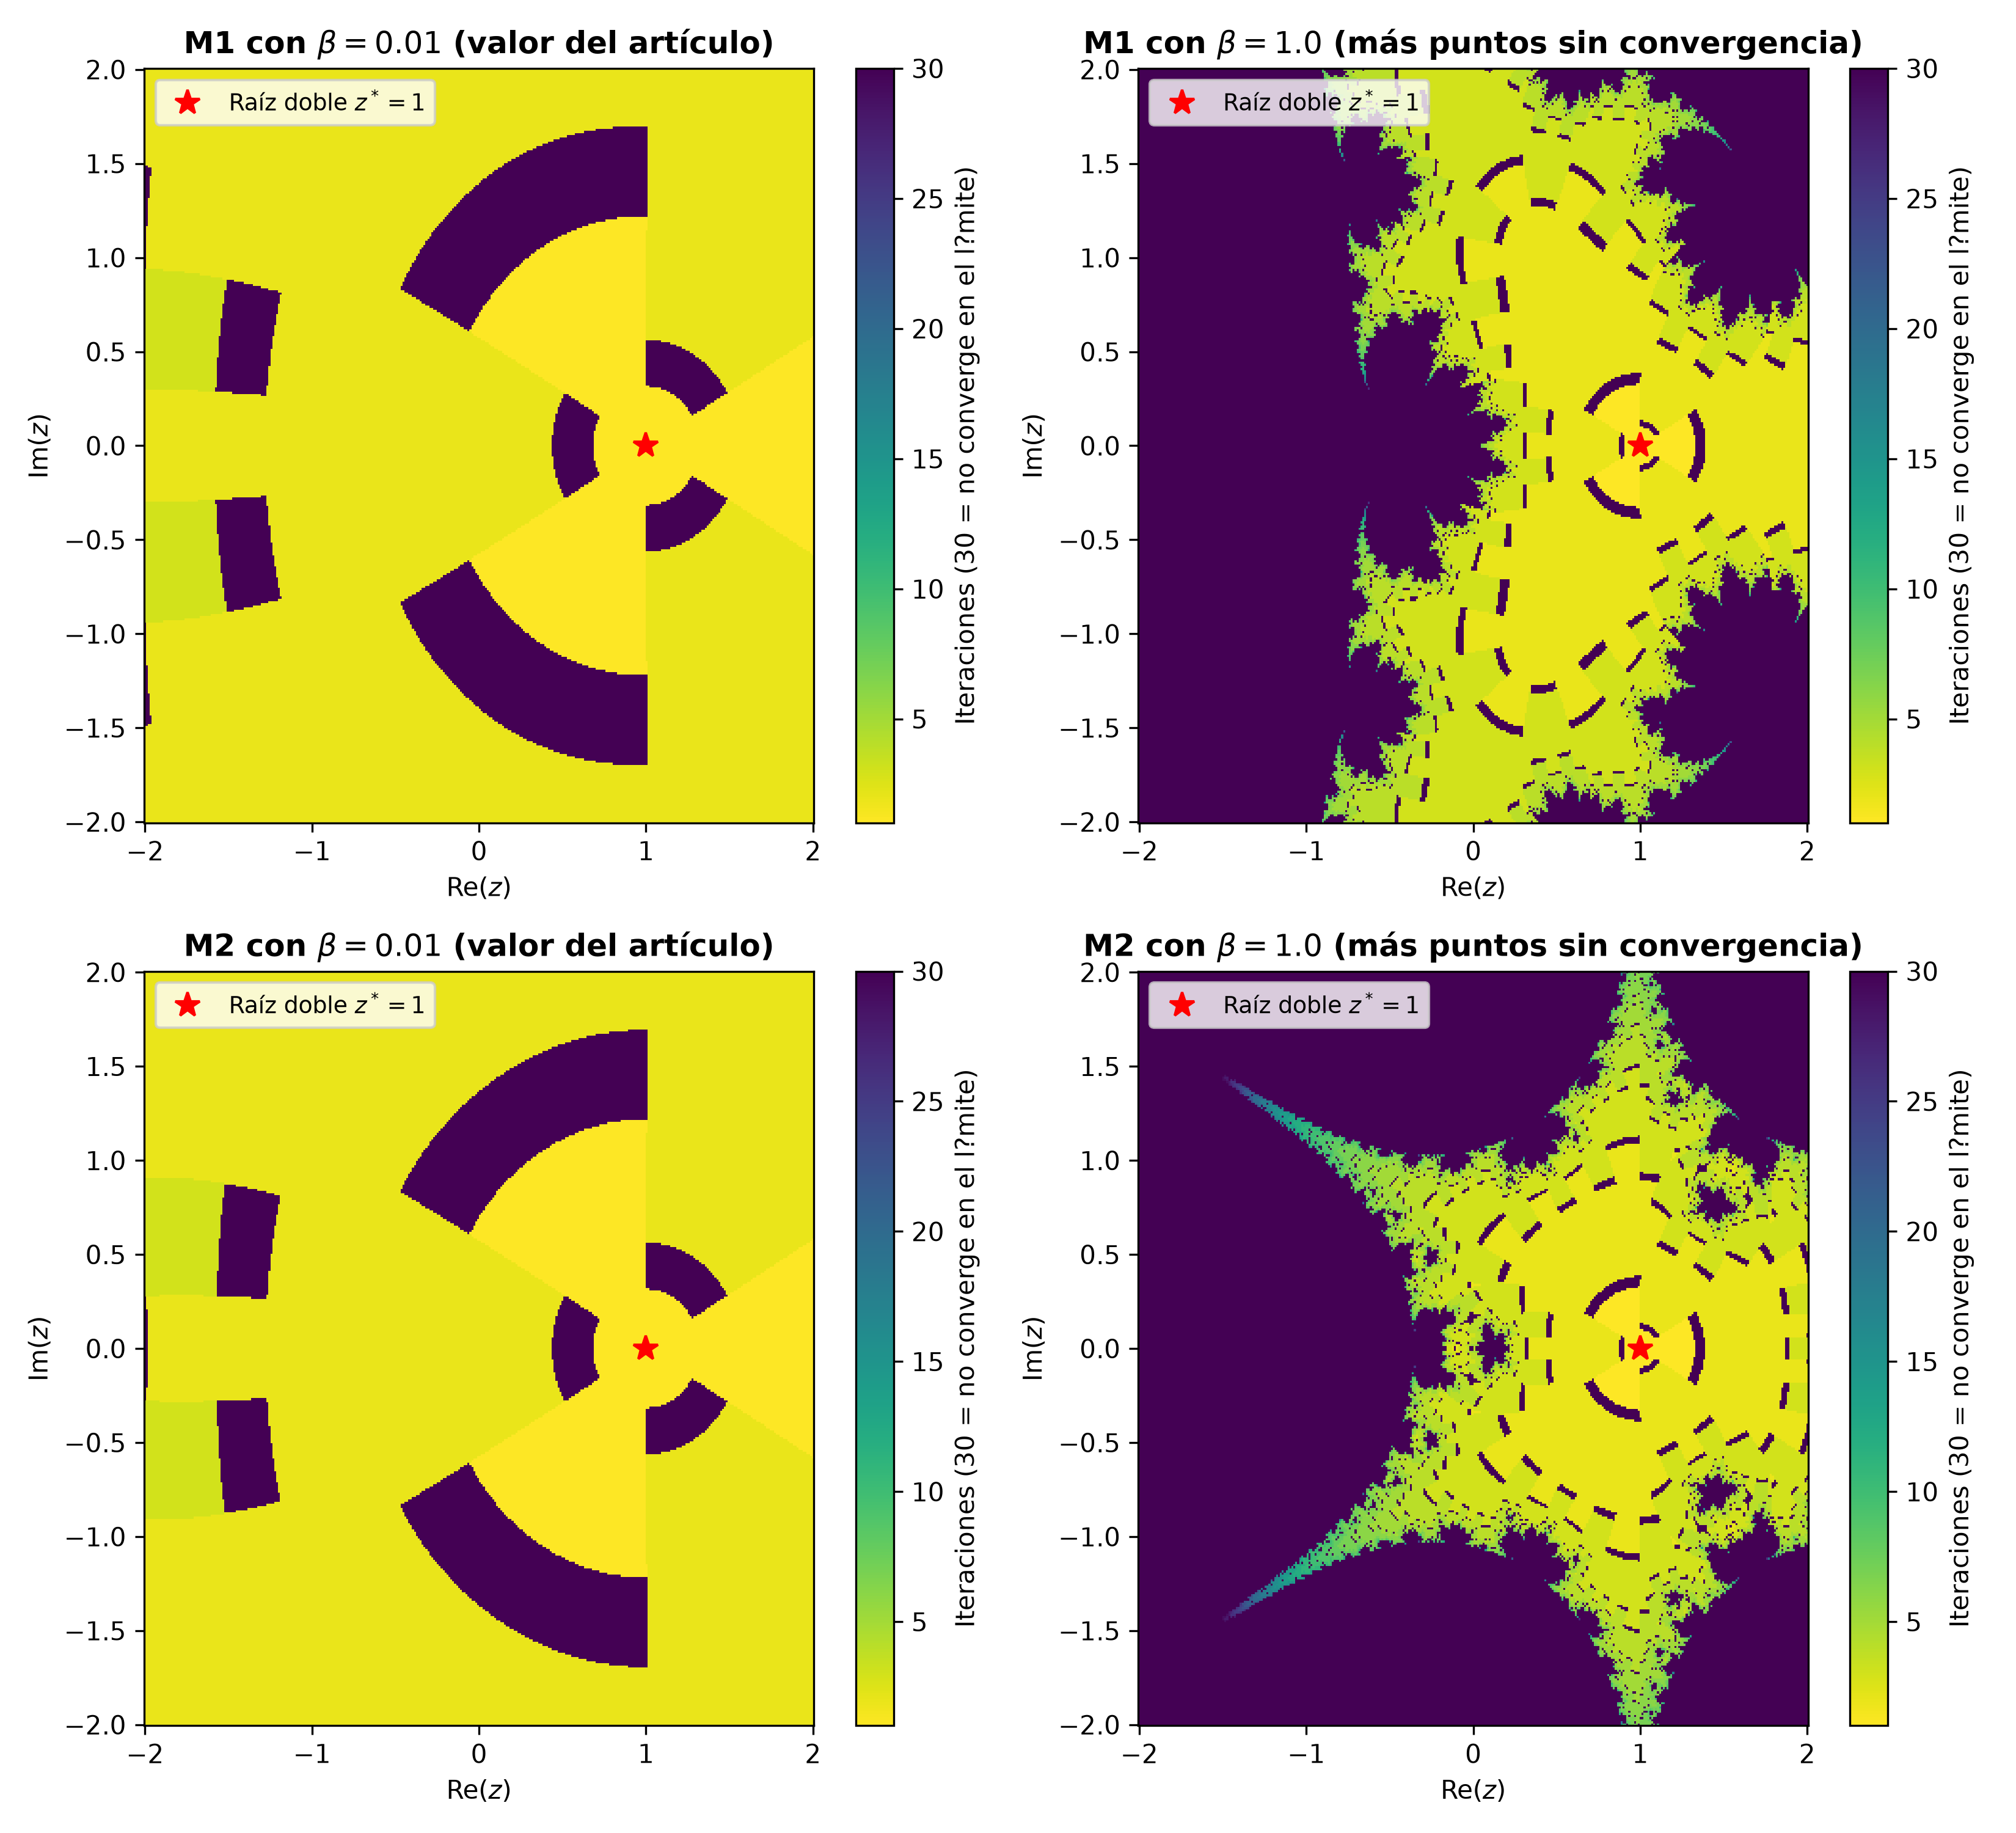 M1 con β = 0.01 (valor del artículo)
Raíz doble z* = 1
2.0
1.5
1.0
0.5
0.0
−0.5
−1.0
−1.5
−2.0
Im(z)
−2 −1 0 1 2
Re(z)
30
25
20
15
10
5
Iteraciones (30 = no converge en el l?mite)
M1 con β = 1.0 (más puntos sin convergencia)
Raíz doble z* = 1
2.0
1.5
1.0
0.5
0.0
−0.5
−1.0
−1.5
−2.0
Im(z)
−2 −1 0 1 2
Re(z)
30
25
20
15
10
5
Iteraciones (30 = no converge en el l?mite)
M2 con β = 0.01 (valor del artículo)
Raíz doble z* = 1
2.0
1.5
1.0
0.5
0.0
−0.5
−1.0
−1.5
−2.0
Im(z)
−2 −1 0 1 2
Re(z)
30
25
20
15
10
5
Iteraciones (30 = no converge en el l?mite)
M2 con β = 1.0 (más puntos sin convergencia)
Raíz doble z* = 1
2.0
1.5
1.0
0.5
0.0
−0.5
−1.0
−1.5
−2.0
Im(z)
−2 −1 0 1 2
Re(z)
30
25
20
15
10
5
Iteraciones (30 = no converge en el l?mite)